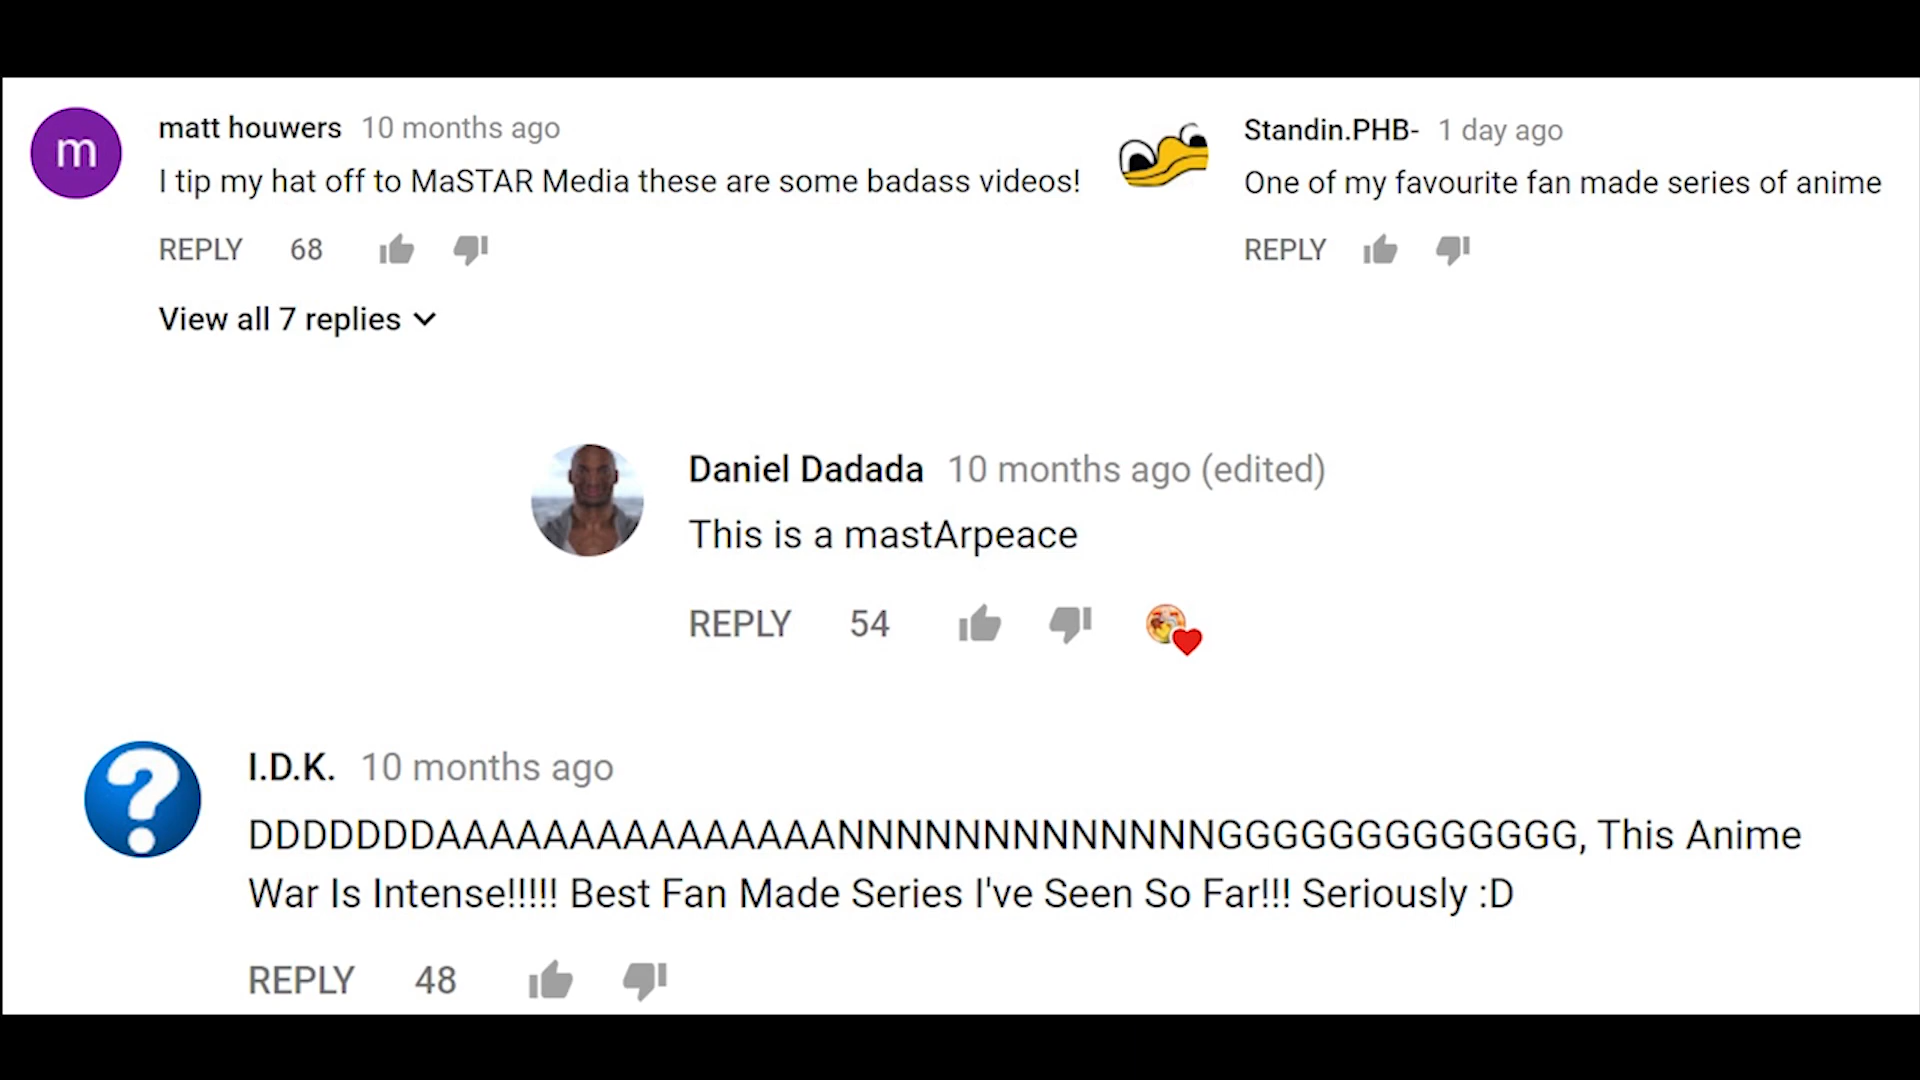 m
matt houwers 10 months ago
I tip my hat off to MaSTAR Media these are some badass videos!
REPLY 68
View all 7 replies
Standin.PHB- 1 day ago
One of my favourite fan made series of anime
REPLY
Daniel Dadada 10 months ago (edited)
This is a mastArpeace
REPLY 54
?
I.D.K. 10 months ago
DDDDDDDAAAAAAAAAAAAAAANNNNNNNNNNNNNGGGGGGGGGGGGG, This Anime
War Is Intense!!!!! Best Fan Made Series I've Seen So Far!!! Seriously :D
REPLY 48